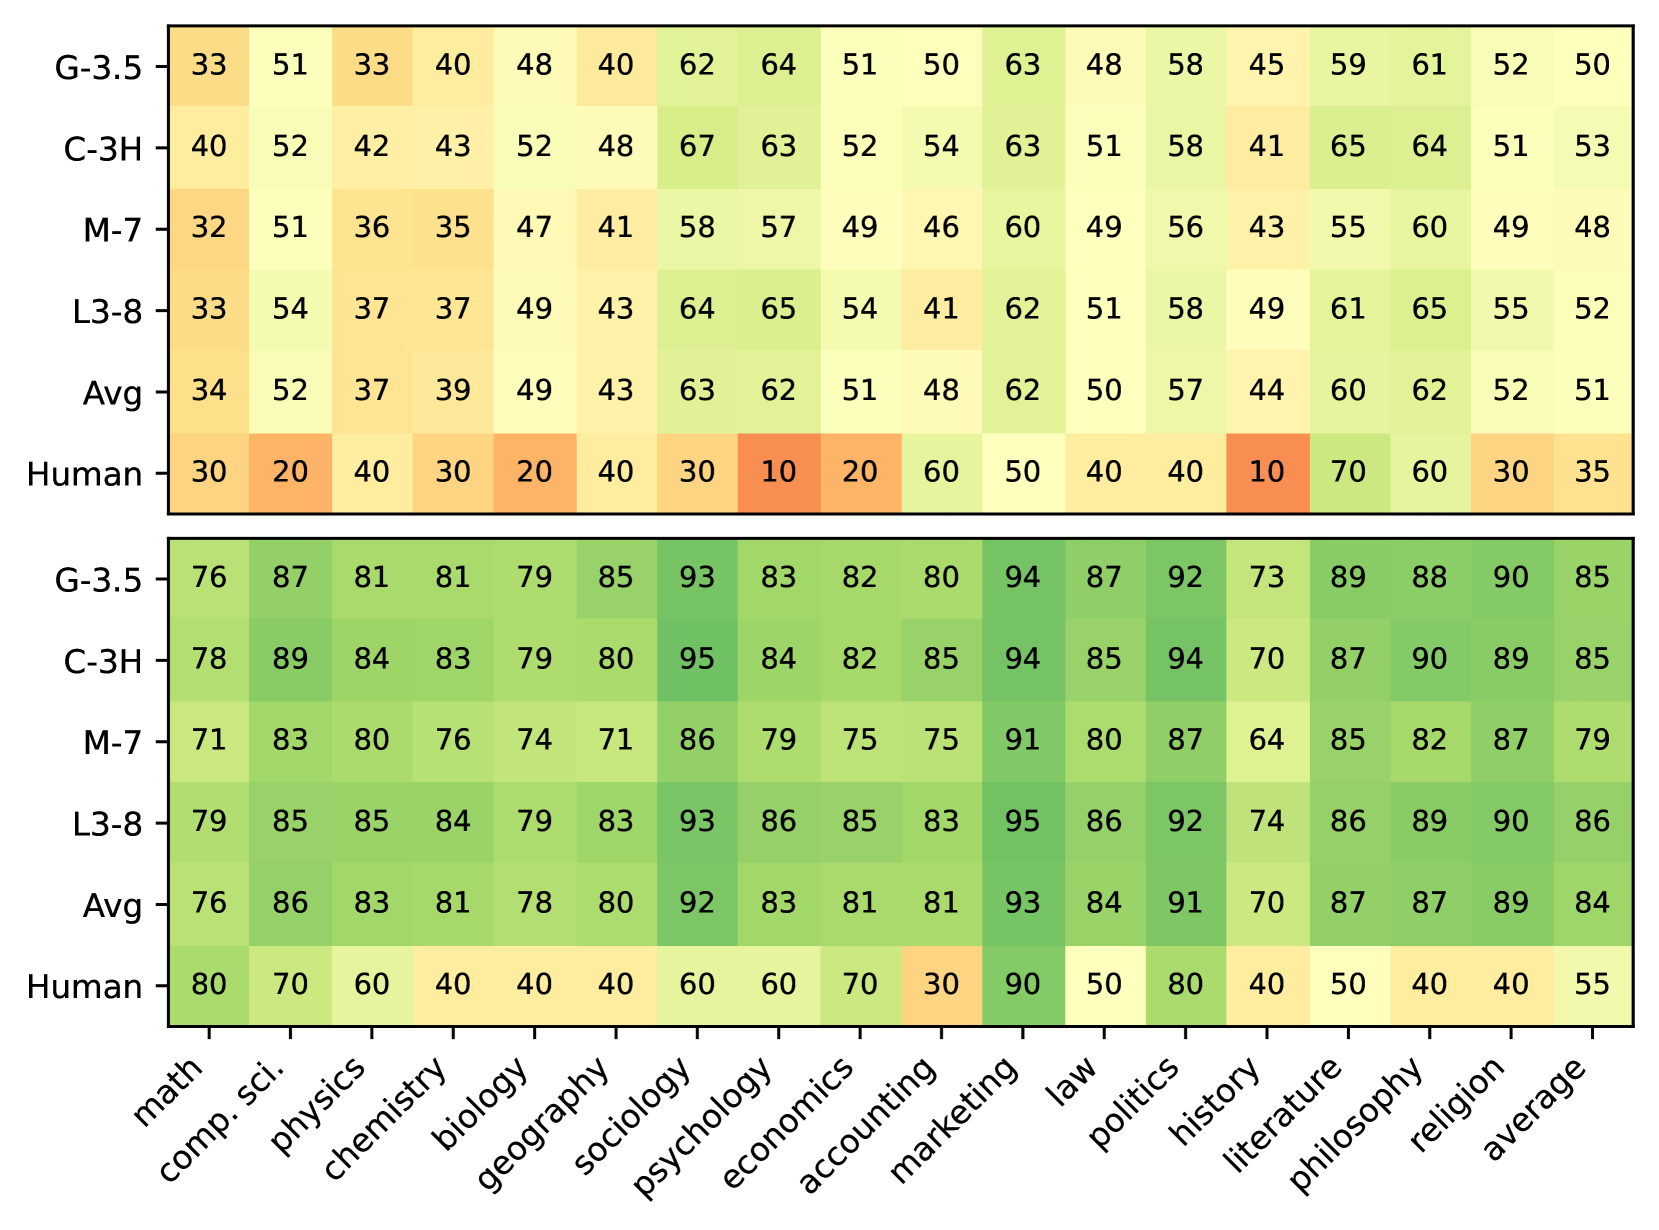 G-3.5 33 51 33 40 48 40 62 64 51 50 63 48 58 45 59 61 52 50
C-3H 40 52 42 43 52 48 67 63 52 54 63 51 58 41 65 64 51 53
M-7 32 51 36 35 47 41 58 57 49 46 60 49 56 43 55 60 49 48
L3-8 33 54 37 37 49 43 64 65 54 41 62 51 58 49 61 65 55 52
Avg 34 52 37 39 49 43 63 62 51 48 62 50 57 44 60 62 52 51
Human 30 20 40 30 20 40 30 10 20 60 50 40 40 10 70 60 30 35
G-3.5 76 87 81 81 79 85 93 83 82 80 94 87 92 73 89 88 90 85
C-3H 78 89 84 83 79 80 95 84 82 85 94 85 94 70 87 90 89 85
M-7 71 83 80 76 74 71 86 79 75 75 91 80 87 64 85 82 87 79
L3-8 79 85 85 84 79 83 93 86 85 83 95 86 92 74 86 89 90 86
Avg 76 86 83 81 78 80 92 83 81 81 93 84 91 70 87 87 89 84
Human 80 70 60 40 40 40 60 60 70 30 90 50 80 40 50 40 40 55
math comp. sci. physics chemistry biology geography sociology psychology economics accounting marketing law politics history literature philosophy religion average